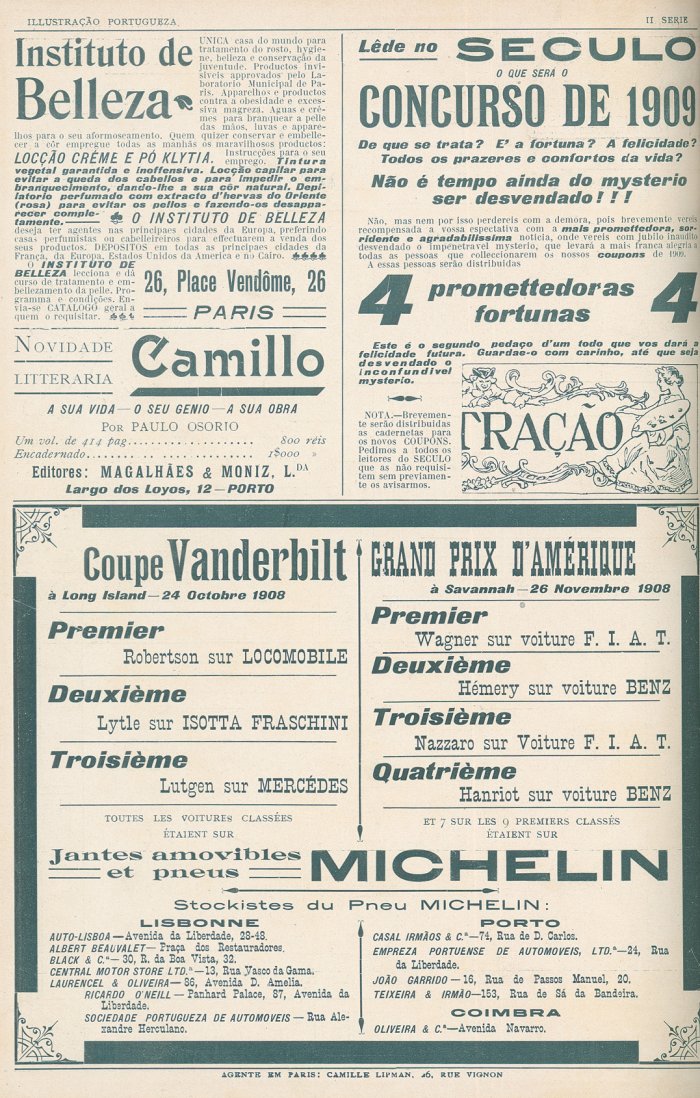 ILLUSTRAÇÃO PORTUGUEZA
II SERIE
Instituto de
Belleza
UNICA casa do mundo para
tratamento do rosto, hygie-
ne, belleza e conservação da
juventude. Productos invi-
siveis approvados pelo La-
boratorio Municipal de Pa-
ris. Apparelhos e productos
contra a obesidade e exces-
siva magreza. Aguas e cré-
mes para branquear a pelle
das mãos, luvas e appare-
lhos para o seu aformoseamento. Quem quizer conservar e embelle-
cer a côr empregue todas as manhãs os maravilhosos productos:
LOCÇÃO CRÉME E PÓ KLYTIA. Instrucções para o seu
emprego. Tintura
vegetal garantida e inoffensiva. Locção capilar para
evitar a queda dos cabellos e para impedir o em-
branquecimento, dando-lhe a sua côr natural. Depi-
latorio perfumado com extracto d'hervas do Oriente
(rosa) para evitar os pellos e fazendo-os desappa-
recer comple-
tamente. O INSTITUTO DE BELLEZA
deseja ter agentes nas principaes cidades da Europa, preferindo
casas perfumistas ou cabelleireiros para effectuarem a venda dos
seus productos. DEPOSITOS em todas as principaes cidades da
França, da Europa, Estados Unidos da America e no Cairo.
O INSTITUTO DE
BELLEZA lecciona e dá
curso de tratamento e em-
bellezamento da pelle. Pro-
gramma e condições. En-
via-se CATALOGO geral a
quem o requisitar.
26, Place Vendôme, 26
PARIS
NOVIDADE
LITTERARIA
Camillo
A SUA VIDA — O SEU GENIO — A SUA OBRA
POR PAULO OSORIO
Um vol. de 414 pag.................... 800 réis
Encadernado........................ 1$000 »
Editores: MAGALHÃES & MONIZ, L.DA
Largo dos Loyos, 12 — PORTO
Lêde no SECULO
O QUE SERÁ O
CONCURSO DE 1909
De que se trata? E' a fortuna? A felicidade?
Todos os prazeres e confortos da vida?
Não é tempo ainda do mysterio
ser desvendado!!!
Não, mas nem por isso perdereis com a demora, pois brevemente vereis
recompensada a vossa espectativa com a mais promettedora, sor-
ridente e agradabilissima noticia, onde vereis com jubilo inaudito
desvendado o impenetravel mysterio, que levará a mais franca alegria a
todas as pessoas que colleccionarem os nossos coupons de 1909.
A essas pessoas serão distribuidas
4 promettedoras 4
fortunas
Este é o segundo pedaço d'um todo que vos dará a
felicidade futura. Guardae-o com carinho, até que seja
desvendado o
inconfundivel
mysterio.
NOTA.—Brevemen-
te serão distribuidas
as cadernetas para
os novos COUPONS.
Pedimos a todos os
leitores do SECULO
que as não requisi-
tem sem previamen-
te os avisarmos.
TRAÇÃO
Coupe Vanderbilt
à Long Island — 24 Octobre 1908
Premier
Robertson sur LOCOMOBILE
Deuxième
Lytle sur ISOTTA FRASCHINI
Troisième
Lutgen sur MERCÉDES
TOUTES LES VOITURES CLASSÉES
ÉTAIENT SUR
GRAND PRIX D'AMÉRIQUE
à Savannah — 26 Novembre 1908
Premier
Wagner sur voiture F. I. A. T.
Deuxième
Hémery sur voiture BENZ
Troisième
Nazzaro sur Voiture F. I. A. T.
Quatrième
Hanriot sur voiture BENZ
ET 7 SUR LES 9 PREMIERS CLASSÉS
ÉTAIENT SUR
Jantes amovibles
et pneus
MICHELIN
Stockistes du Pneu MICHELIN:
LISBONNE
AUTO-LISBOA — Avenida da Liberdade, 28-48.
ALBERT BEAUVALET — Praça dos Restauradores.
BLACK & C.ª — 30, R. da Boa Vista, 32.
CENTRAL MOTOR STORE LTD.ª — 13, Rua Vasco da Gama.
LAURENCEL & OLIVEIRA — 86, Avenida D. Amelia.
RICARDO O'NEILL — Panhard Palace, 87, Avenida da
Liberdade.
SOCIEDADE PORTUGUEZA DE AUTOMOVEIS — Rua Ale-
xandre Herculano.
PORTO
CASAL IRMÃOS & C.ª — 74, Rua de D. Carlos.
EMPREZA PORTUENSE DE AUTOMOVEIS, LTD.ª — 24, Rua
da Liberdade.
JOÃO GARRIDO — 16, Rua de Passos Manuel, 20.
TEIXEIRA & IRMÃO — 153, Rua de Sá da Bandeira.
COIMBRA
OLIVEIRA & C.ª — Avenida Navarro.
AGENTE EM PARIS: CAMILLE LIPMAN, 26, RUE VIGNON